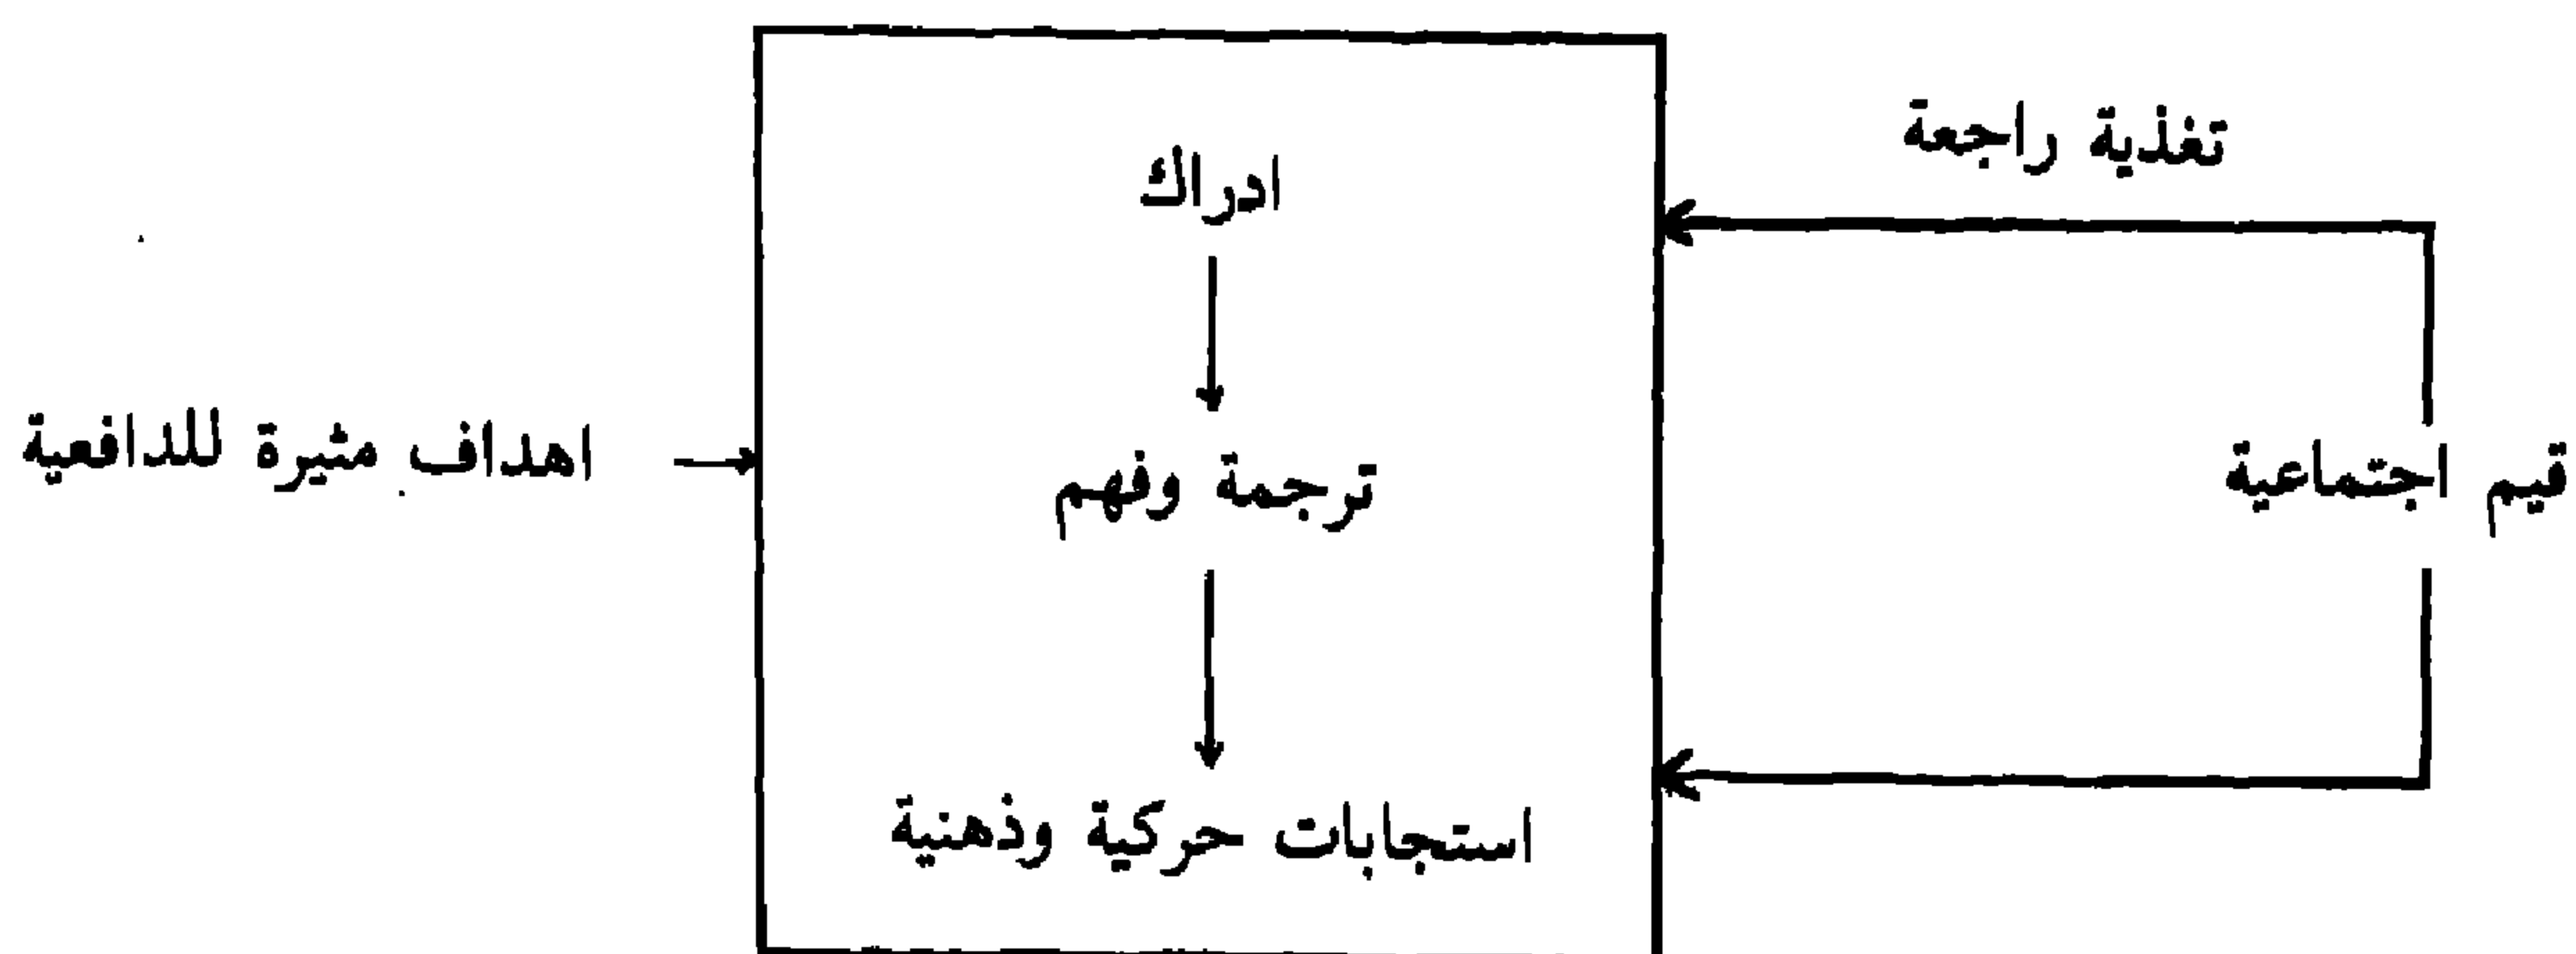 تغذية راجعة
ادراك
قيم اجتماعية
ترجمة وفهم
اهداف مثيرة للدافعية
استجابات حركية وذهنية